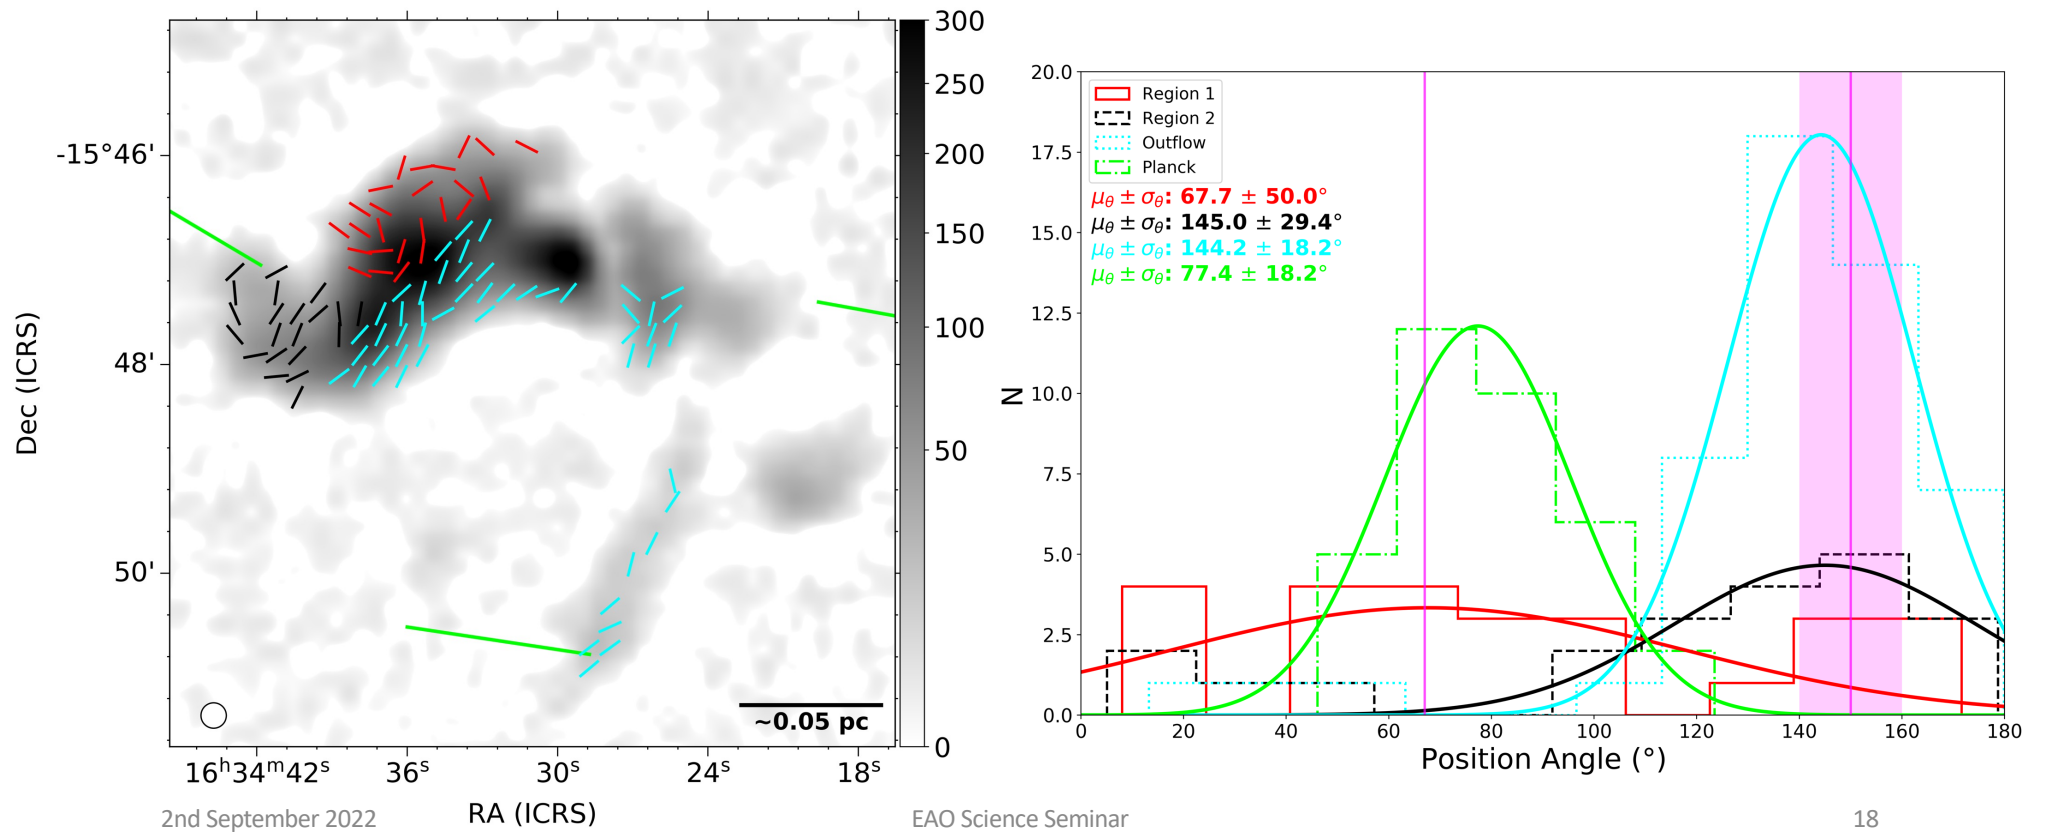 -15°46'
48'
50'
Dec (ICRS)
16ʰ34ᵐ42ˢ
36ˢ
30ˢ
24ˢ
18ˢ
RA (ICRS)
~0.05 pc
300
250
200
150
100
50
0
20.0
17.5
15.0
12.5
10.0
7.5
5.0
2.5
0.0
N
Region 1
Region 2
Outflow
Planck
μθ ± σθ: 67.7 ± 50.0°
μθ ± σθ: 145.0 ± 29.4°
μθ ± σθ: 144.2 ± 18.2°
μθ ± σθ: 77.4 ± 18.2°
0 20 40 60 80 100 120 140 160 180
Position Angle (°)
2nd September 2022
EAO Science Seminar
18